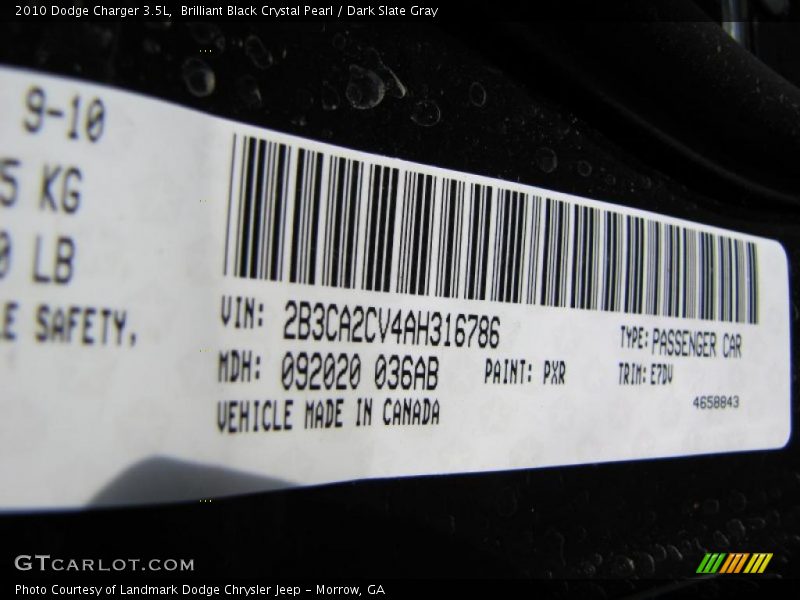 2010 Dodge Charger 3.5L,  Brilliant Black Crystal Pearl / Dark Slate Gray
9-10
5 KG
0 LB
E SAFETY,
VIN: 2B3CA2CV4AH316786
TYPE: PASSENGER CAR
MDH: 092020 036AB
PAINT: PXR
TRIM: E7DV
VEHICLE MADE IN CANADA
4658843
GTCARLOT.COM
Photo Courtesy of Landmark Dodge Chrysler Jeep - Morrow, GA